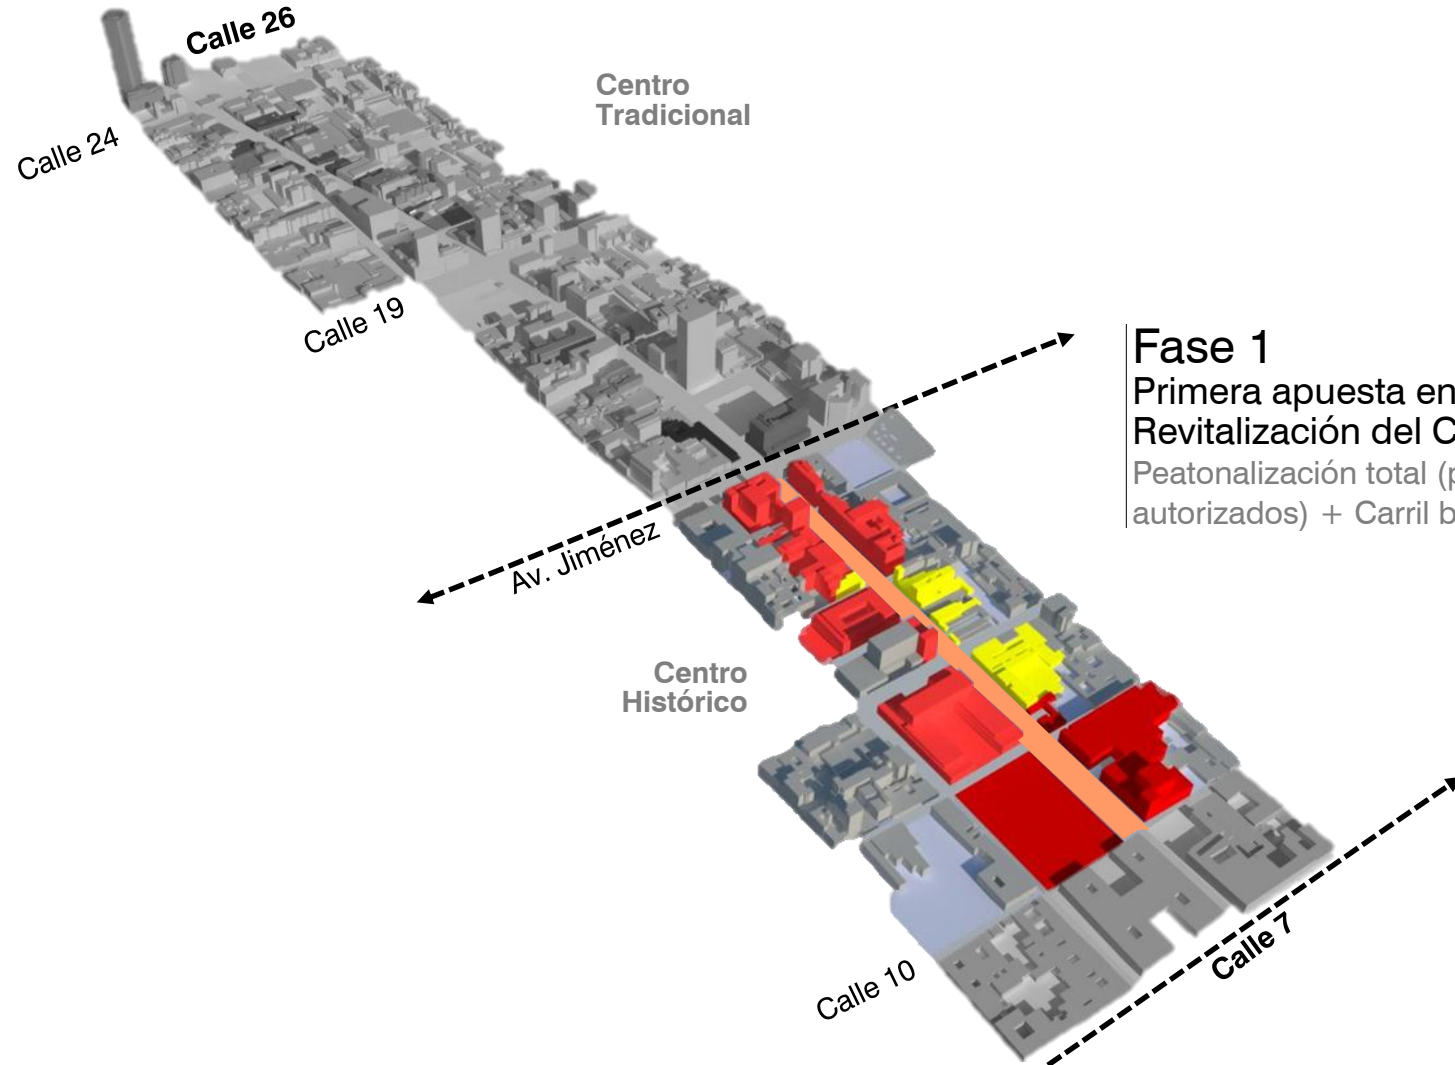 Calle 26
Centro
Tradicional
Calle 24
Calle 19
Fase 1
Primera apuesta en
Revitalización del C
Peatonalización total (p
autorizados) + Carril b
Av. Jiménez
Centro
Histórico
Calle 7
Calle 10